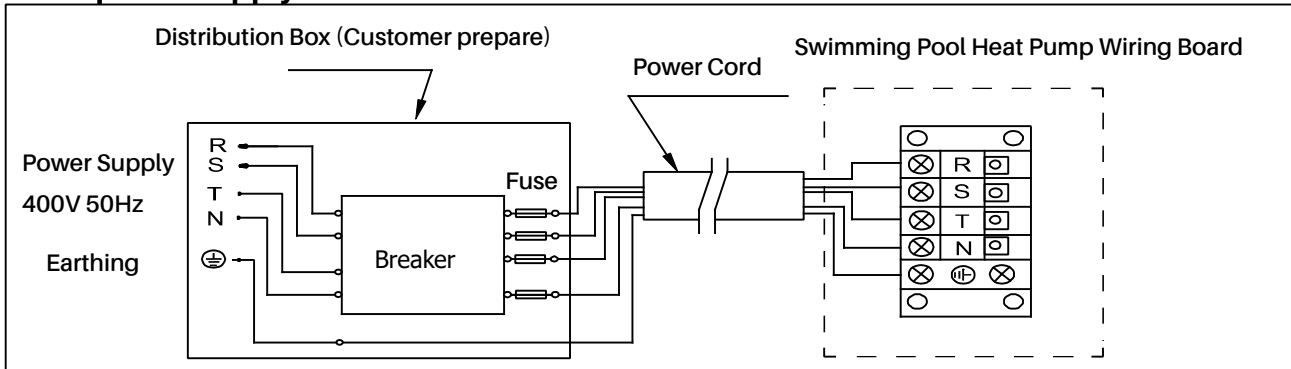 Distribution Box (Customer prepare)
Swimming Pool Heat Pump Wiring Board
Power Cord
R
S
T
N
Power Supply
400V 50Hz
Earthing
Fuse
Breaker
R
S
T
N